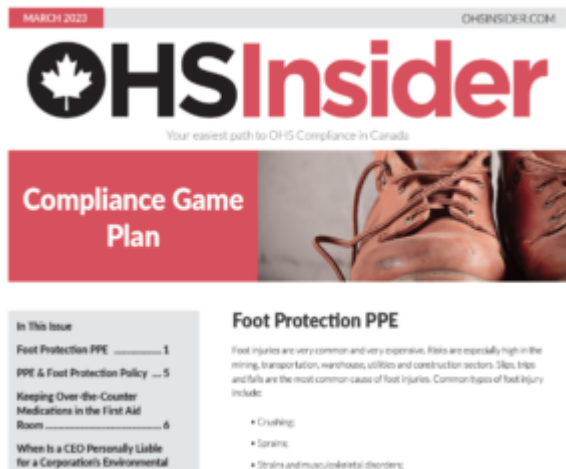 MARCH 2023
OHSINSIDER.COM
OHSInsider
Your easiest path to OHS Compliance in Canada
Compliance Game
Plan
In This Issue
Foot Protection PPE .................. 1
PPE & Foot Protection Policy .... 5
Keeping Over-the-Counter
Medications in the First Aid
Room .............................................. 6
When Is a CEO Personally Liable
for a Corporation's Environmental
Foot Protection PPE
Foot injuries are very common and very expensive. Risks are especially high in the
mining, transportation, warehouse, utilities and construction sectors. Slips, trips
and falls are the most common cause of foot injuries. Common types of foot injury
include:
• Crushing;
• Sprains;
• Strains and musculoskeletal disorders;